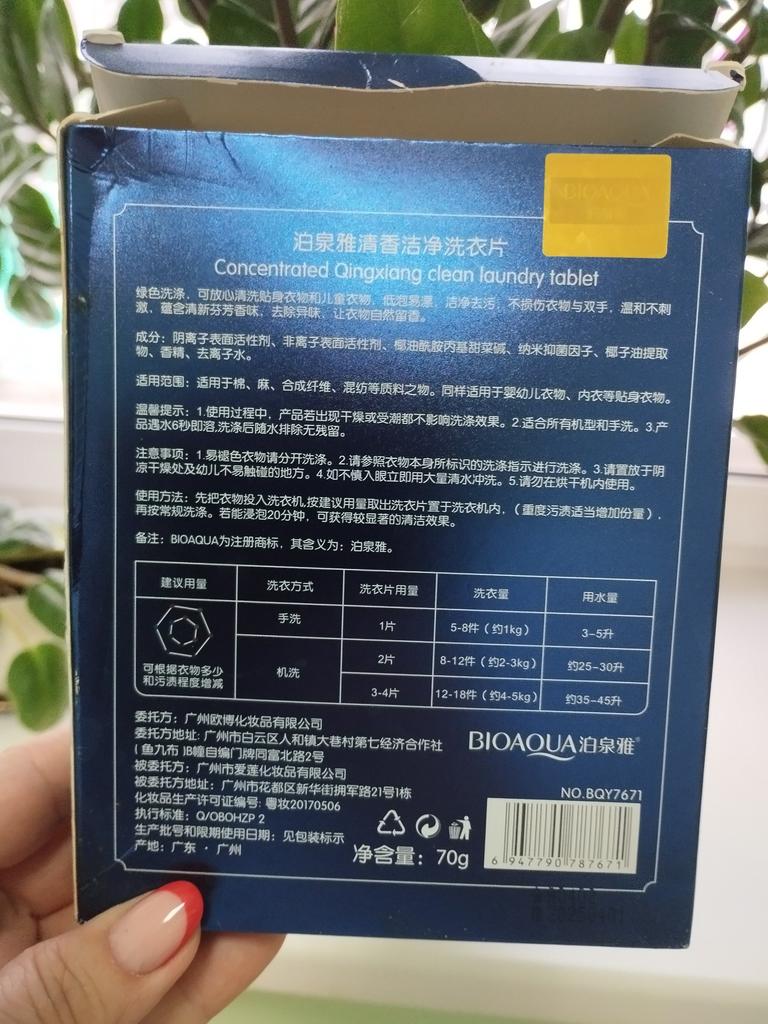 BIOAQUA
泊泉雅清香洁净洗衣片
Concentrated Qingxiang clean laundry tablet
绿色洗涤，可放心清洗贴身衣物和儿童衣物，低泡易漂，洁净去污，不损伤衣物与双手，温和不刺
激，蕴含清新芬芳香味，去除异味，让衣物自然留香。
成分：阴离子表面活性剂、非离子表面活性剂、椰油酰胺丙基甜菜碱、纳米抑菌因子、椰子油提取
物、香精、去离子水。
适用范围：适用于棉、麻、合成纤维、混纺等质料之物。同样适用于婴幼儿衣物、内衣等贴身衣物。
温馨提示：1.使用过程中，产品若出现干燥或受潮都不影响洗涤效果。2.适合所有机型和手洗。3.产
品遇水6秒即溶,洗涤后随水排除无残留。
注意事项：1.易褪色衣物请分开洗涤。2.请参照衣物本身所标识的洗涤指示进行洗涤。3.请置放于阴
凉干燥处及幼儿不易触碰的地方。4.如不慎入眼立即用大量清水冲洗。5.请勿在烘干机内使用。
使用方法：先把衣物投入洗衣机,按建议用量取出洗衣片置于洗衣机内，（重度污渍适当增加份量），
再按常规洗涤。若能浸泡20分钟，可获得较显著的清洁效果。
备注：BIOAQUA为注册商标，其含义为：泊泉雅。
建议用量 洗衣方式 洗衣片用量 洗衣量 用水量
手洗 1片 5-8件（约1kg） 3-5升
可根据衣物多少
和污渍程度增减
机洗 2片 8-12件（约2-3kg） 约25-30升
3-4片 12-18件（约4-5kg） 约35-45升
委托方：广州欧博化妆品有限公司
委托方地址：广州市白云区人和镇大巷村第七经济合作社
（鱼九布）B幢自编门牌同富北路2号
被委托方：广州市爱莲化妆品有限公司
被委托方地址：广州市花都区新华街拥军路21号1栋
化妆品生产许可证编号: 粤妆20170506
执行标准：Q/OBOHZP 2
生产批号和限期使用日期：见包装标示
产地：广东·广州
BIOAQUA泊泉雅®
NO.BQY7671
净含量：70g
6 947790 787671